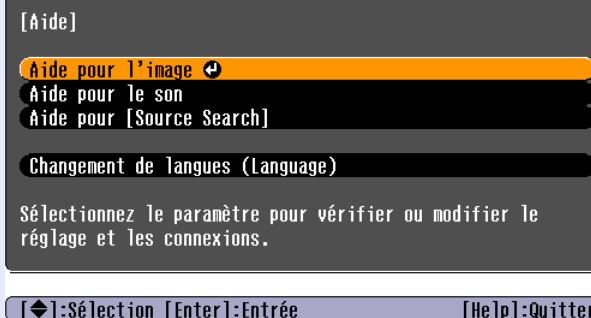 [Aide]
Aide pour l'image
Aide pour le son
Aide pour [Source Search]
Changement de langues (Language)
Sélectionnez le paramètre pour vérifier ou modifier le
réglage et les connexions.
[◆]:Sélection [Enter]:Entrée [Help]:Quitter